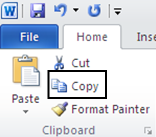 W
File Home Inse
Cut
Copy
Paste
Format Painter
Clipboard